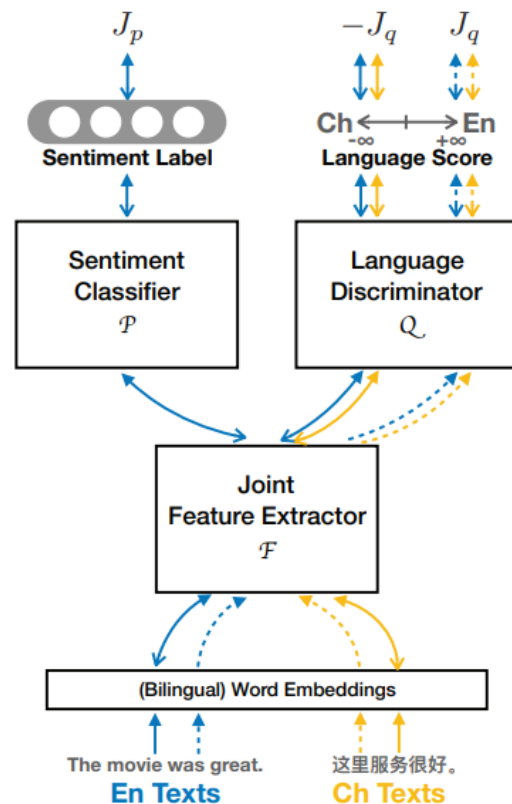 J_p
−J_q J_q
Ch En
-∞ +∞
Sentiment Label Language Score
Sentiment
Classifier
P
Language
Discriminator
Q
Joint
Feature Extractor
F
(Bilingual) Word Embeddings
The movie was great. 这里服务很好。
En Texts Ch Texts